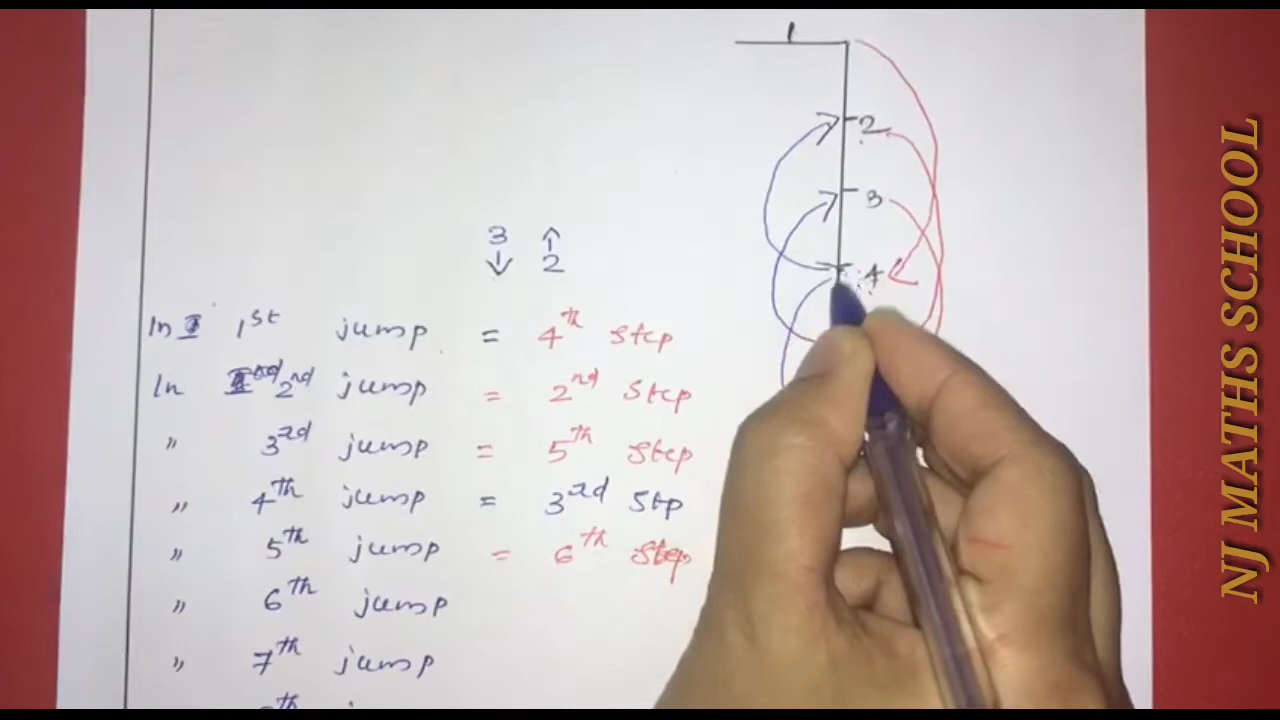 1
2
3
4
3 ↑
↓ 2
In 1st jump = 4th step
In 2nd jump = 2nd step
" 3rd jump = 5th step
" 4th jump = 3rd Stp
" 5th jump = 6th step
" 6th jump
" 7th jump
NJ MATHS SCHOOL